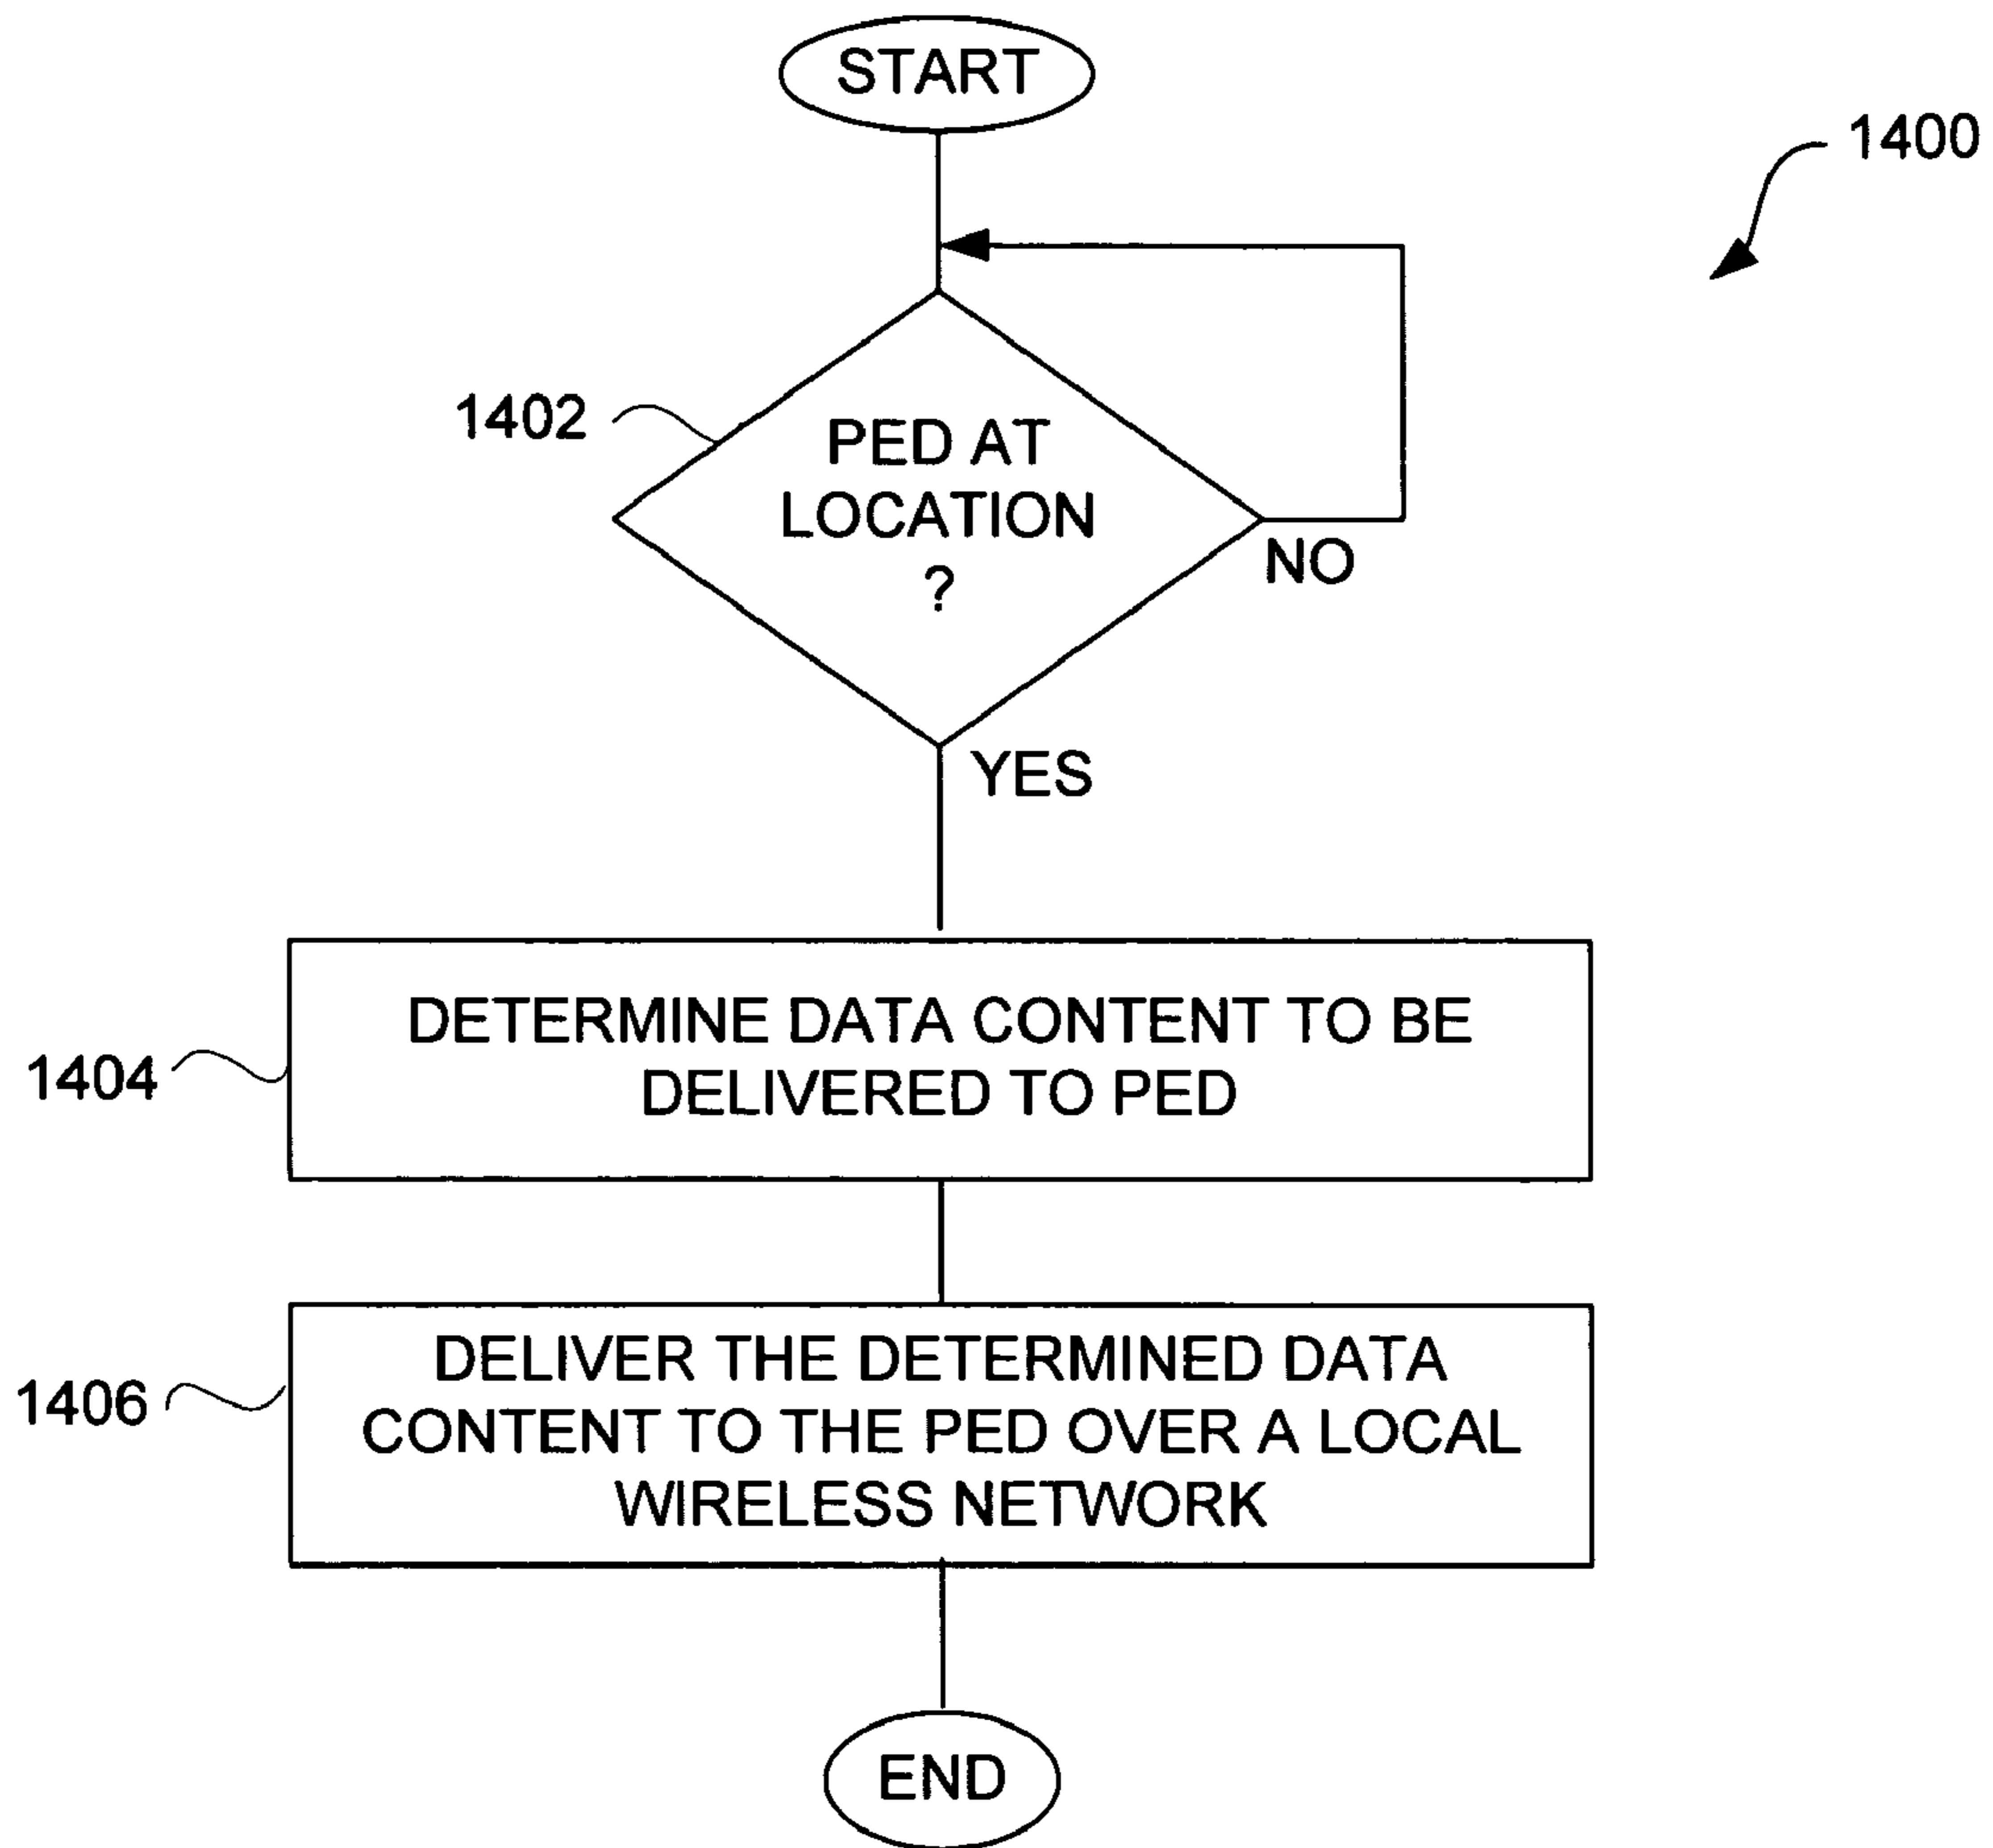 START
1400
1402
PED AT
LOCATION
?
NO
YES
1404
DETERMINE DATA CONTENT TO BE
DELIVERED TO PED
1406
DELIVER THE DETERMINED DATA
CONTENT TO THE PED OVER A LOCAL
WIRELESS NETWORK
END